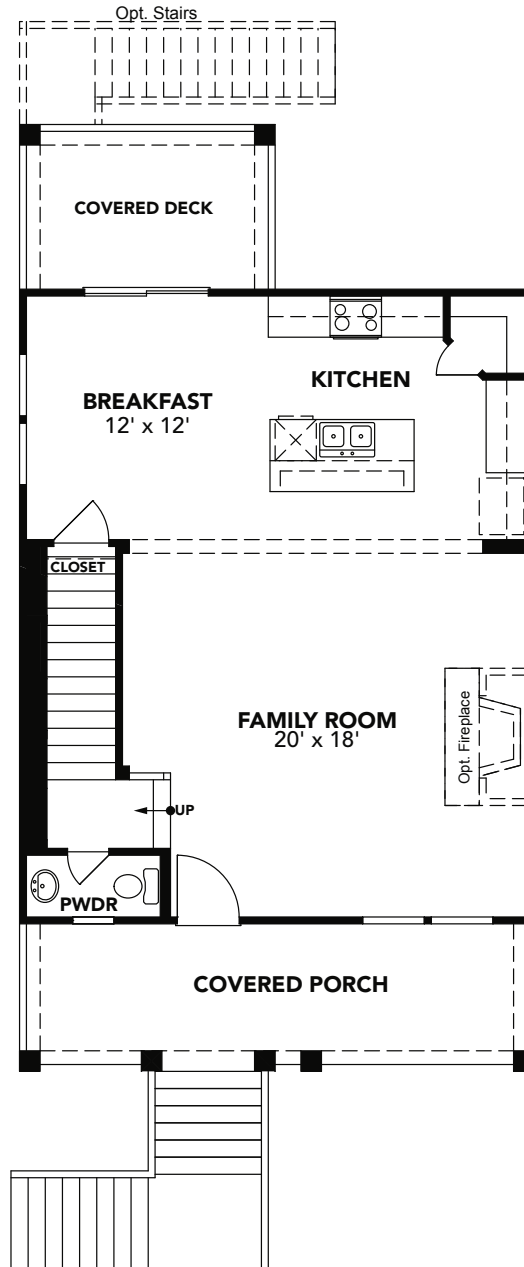 Opt. Stairs
COVERED DECK
KITCHEN
BREAKFAST
12' x 12'
CLOSET
FAMILY ROOM
20' x 18'
Opt. Fireplace
UP
PWDR
COVERED PORCH